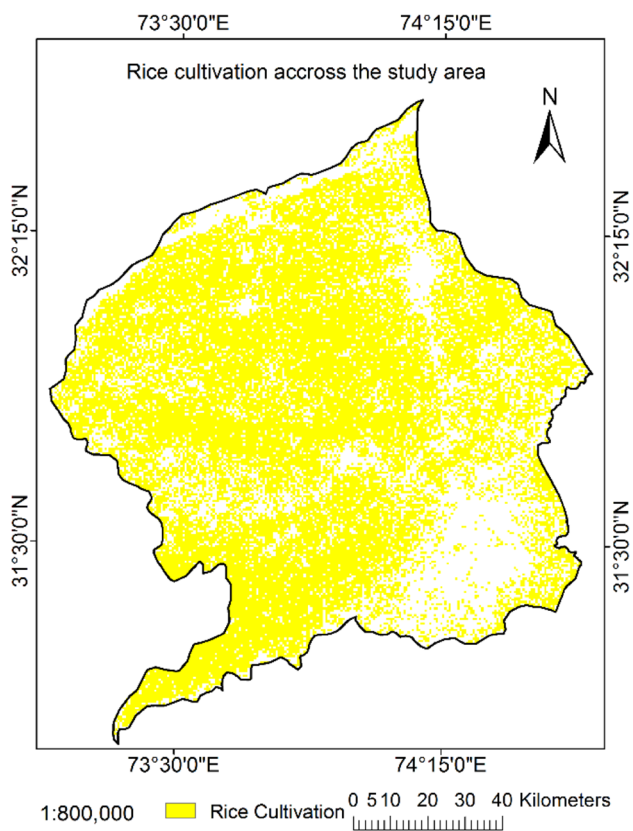 73°30'0"E 74°15'0"E
Rice cultivation accross the study area
N
32°15'0"N 32°15'0"N
31°30'0"N 31°30'0"N
73°30'0"E 74°15'0"E
1:800,000 Rice Cultivation 0 5 10 20 30 40 Kilometers